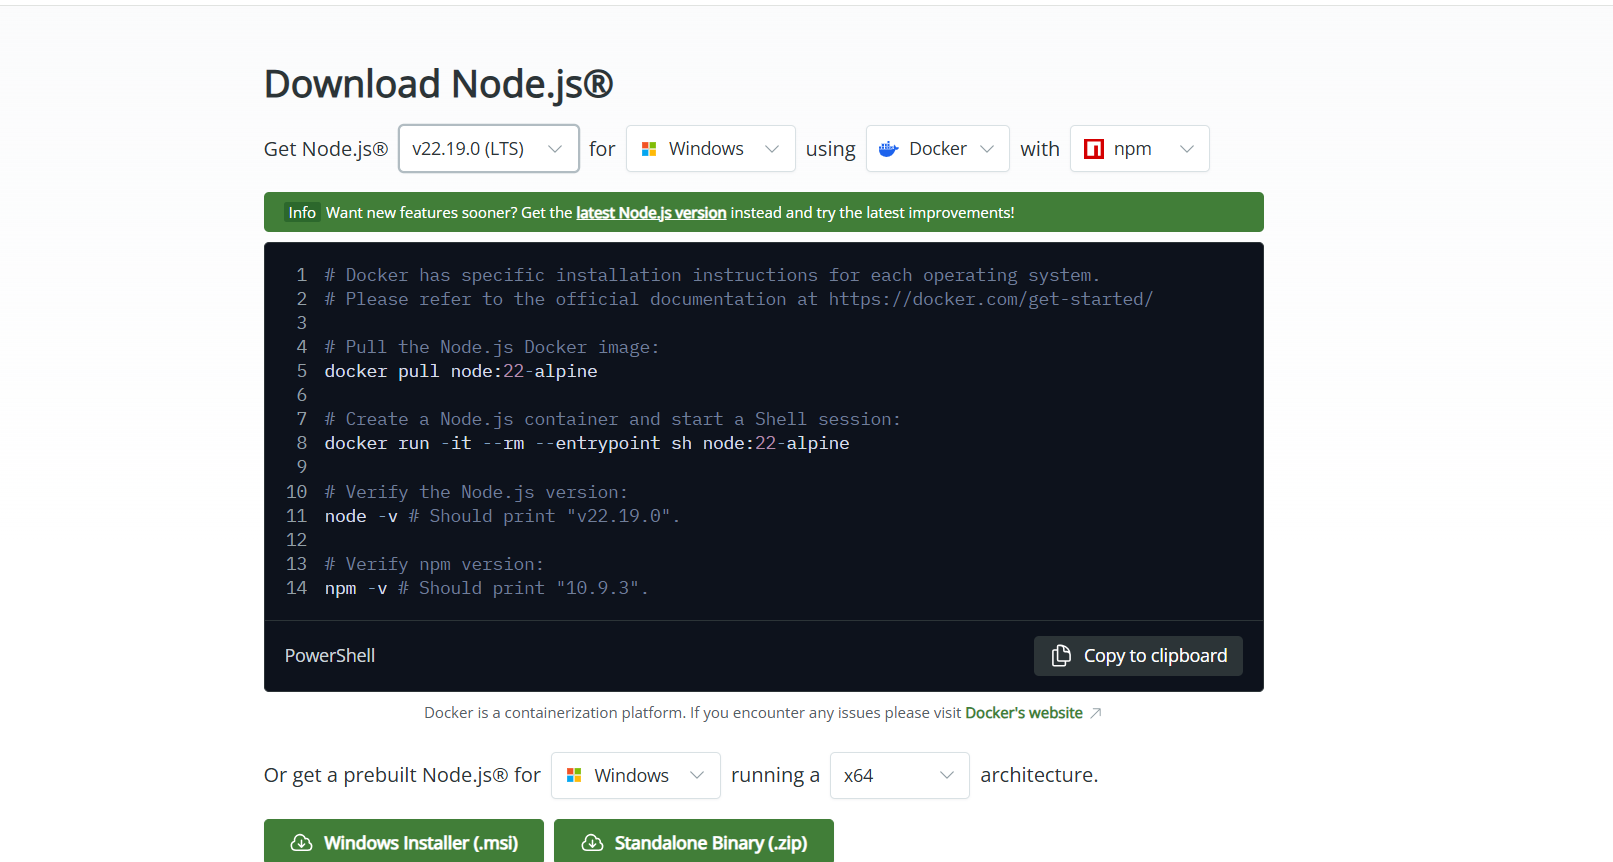 Download Node.js®
Get Node.js® v22.19.0 (LTS) for Windows using Docker with npm
Info Want new features sooner? Get the latest Node.js version instead and try the latest improvements!
1 # Docker has specific installation instructions for each operating system.
2 # Please refer to the official documentation at https://docker.com/get-started/
3
4 # Pull the Node.js Docker image:
5 docker pull node:22-alpine
6
7 # Create a Node.js container and start a Shell session:
8 docker run -it --rm --entrypoint sh node:22-alpine
9
10 # Verify the Node.js version:
11 node -v # Should print "v22.19.0".
12
13 # Verify npm version:
14 npm -v # Should print "10.9.3".
PowerShell Copy to clipboard
Docker is a containerization platform. If you encounter any issues please visit Docker's website
Or get a prebuilt Node.js® for Windows running a x64 architecture.
Windows Installer (.msi) Standalone Binary (.zip)